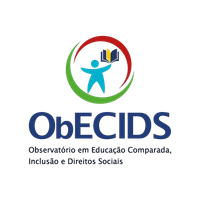 ObECIDS
Observatório em Educação Comparada,
Inclusão e Direitos Sociais